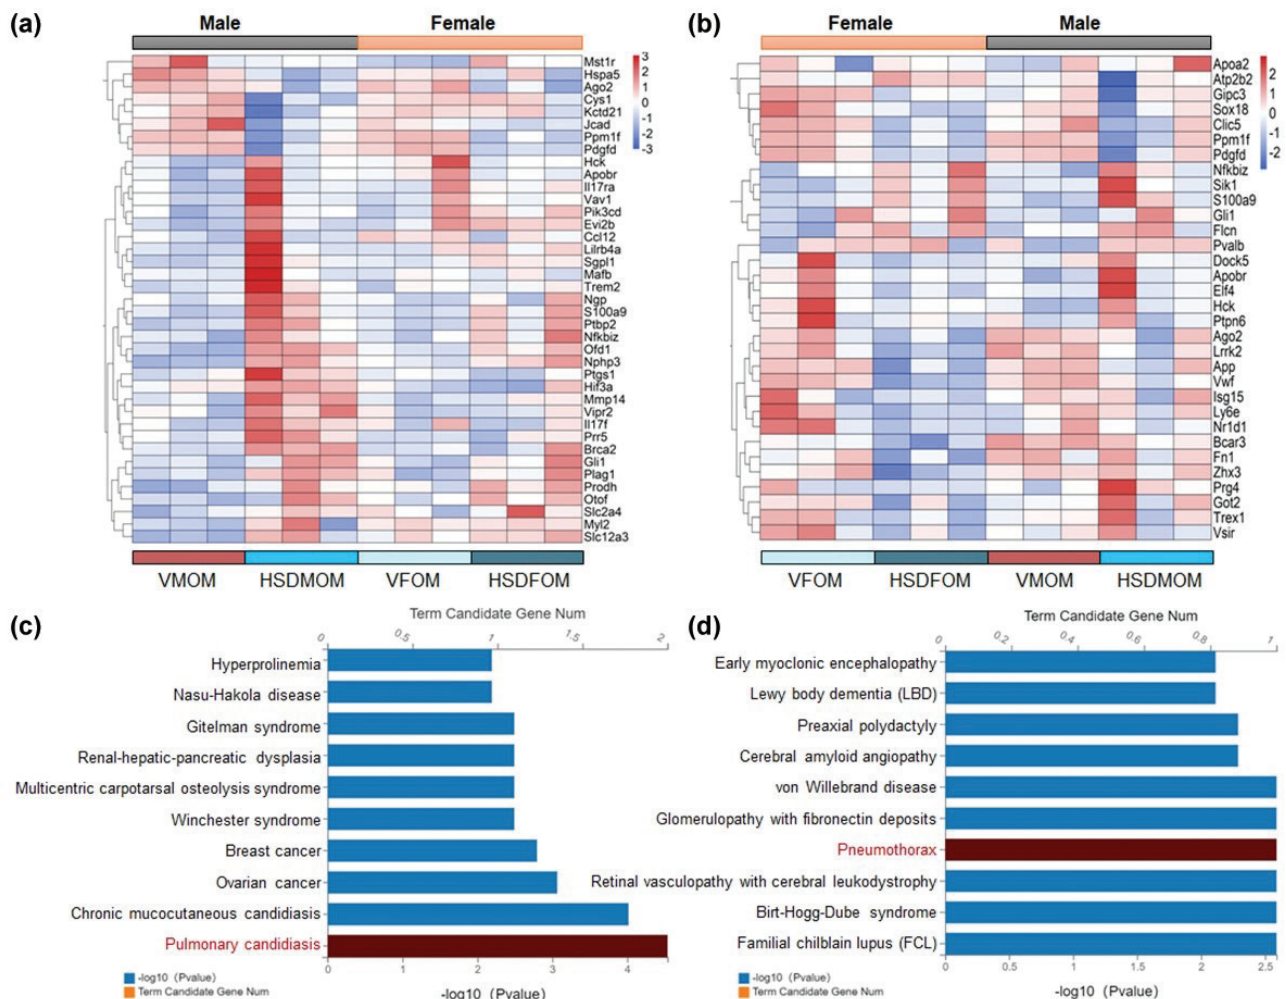 (a)
Male Female
Mst1r
Hspa5
Ago2
Cys1
Kctd21
Jcad
Ppm1f
Pdgfd
Hck
Apobr
Il17ra
Vav1
Pik3cd
Evi2b
Ccl12
Lilrb4a
Sgpl1
Mafb
Trem2
Ngp
S100a9
Ptbp2
Nfkbiz
Ofd1
Nphp3
Ptgs1
Hif3a
Mmp14
Vipr2
Il17f
Prr5
Brca2
Gli1
Plag1
Prodh
Otof
Slc2a4
Myl2
Slc12a3
3
2
1
0
-1
-2
-3
VMOM HSDMOM VFOM HSDFOM
(b)
Female Male
Apoa2
Atp2b2
Gipc3
Sox18
Clic5
Ppm1f
Pdgfd
Nfkbiz
Sik1
S100a9
Gli1
Flcn
Pvalb
Dock5
Apobr
Elf4
Hck
Ptpn6
Ago2
Lrrk2
App
Vwf
Isg15
Ly6e
Nr1d1
Bcar3
Fn1
Zhx3
Prg4
Got2
Trex1
Vsir
2
1
0
-1
-2
VFOM HSDFOM VMOM HSDMOM
(c)
Term Candidate Gene Num
0 0.5 1 1.5 2
Hyperprolinemia
Nasu-Hakola disease
Gitelman syndrome
Renal-hepatic-pancreatic dysplasia
Multicentric carpotarsal osteolysis syndrome
Winchester syndrome
Breast cancer
Ovarian cancer
Chronic mucocutaneous candidiasis
Pulmonary candidiasis
0 1 2 3 4
-log10 (Pvalue)
Term Candidate Gene Num
-log10 (Pvalue)
(d)
Term Candidate Gene Num
0 0.2 0.4 0.6 0.8 1
Early myoclonic encephalopathy
Lewy body dementia (LBD)
Preaxial polydactyly
Cerebral amyloid angiopathy
von Willebrand disease
Glomerulopathy with fibronectin deposits
Pneumothorax
Retinal vasculopathy with cerebral leukodystrophy
Birt-Hogg-Dube syndrome
Familial chilblain lupus (FCL)
0 0.5 1 1.5 2 2.5
-log10 (Pvalue)
Term Candidate Gene Num
-log10 (Pvalue)